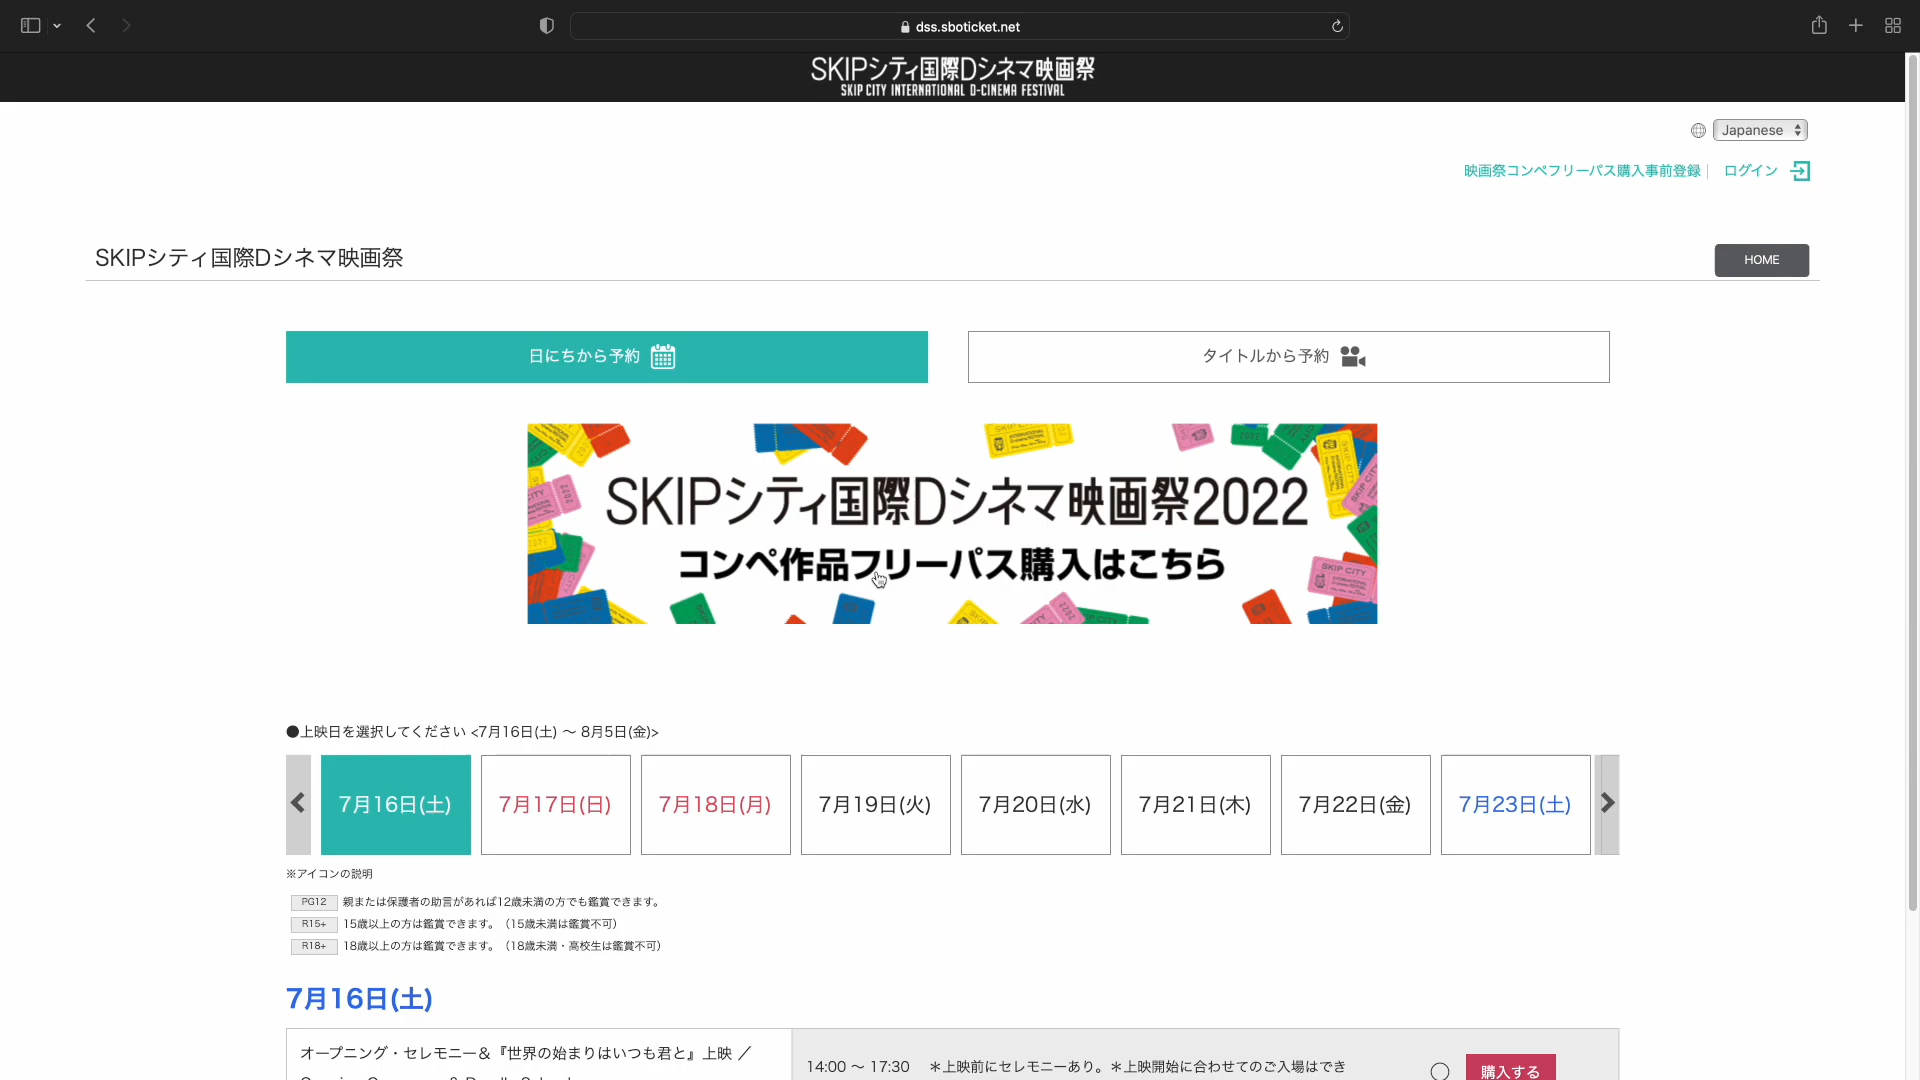 dss.sboticket.net
SKIPシティ国際Dシネマ映画祭
SKIP CITY INTERNATIONAL D-CINEMA FESTIVAL
Japanese
映画祭コンペフリーパス購入事前登録
ログイン
SKIPシティ国際Dシネマ映画祭
HOME
日にちから予約
タイトルから予約
SKIPシティ国際Dシネマ映画祭2022
コンペ作品フリーパス購入はこちら
●上映日を選択してください <7月16日(土) ～ 8月5日(金)>
7月16日(土)
7月17日(日)
7月18日(月)
7月19日(火)
7月20日(水)
7月21日(木)
7月22日(金)
7月23日(土)
※アイコンの説明
PG12 親または保護者の助言があれば12歳未満の方でも鑑賞できます。
R15+ 15歳以上の方は鑑賞できます。（15歳未満は鑑賞不可）
R18+ 18歳以上の方は鑑賞できます。（18歳未満・高校生は鑑賞不可）
7月16日(土)
オープニング・セレモニー＆『世界の始まりはいつも君と』上映 ／
14:00 ～ 17:30 ＊上映前にセレモニーあり。＊上映開始に合わせてのご入場はでき
購入する